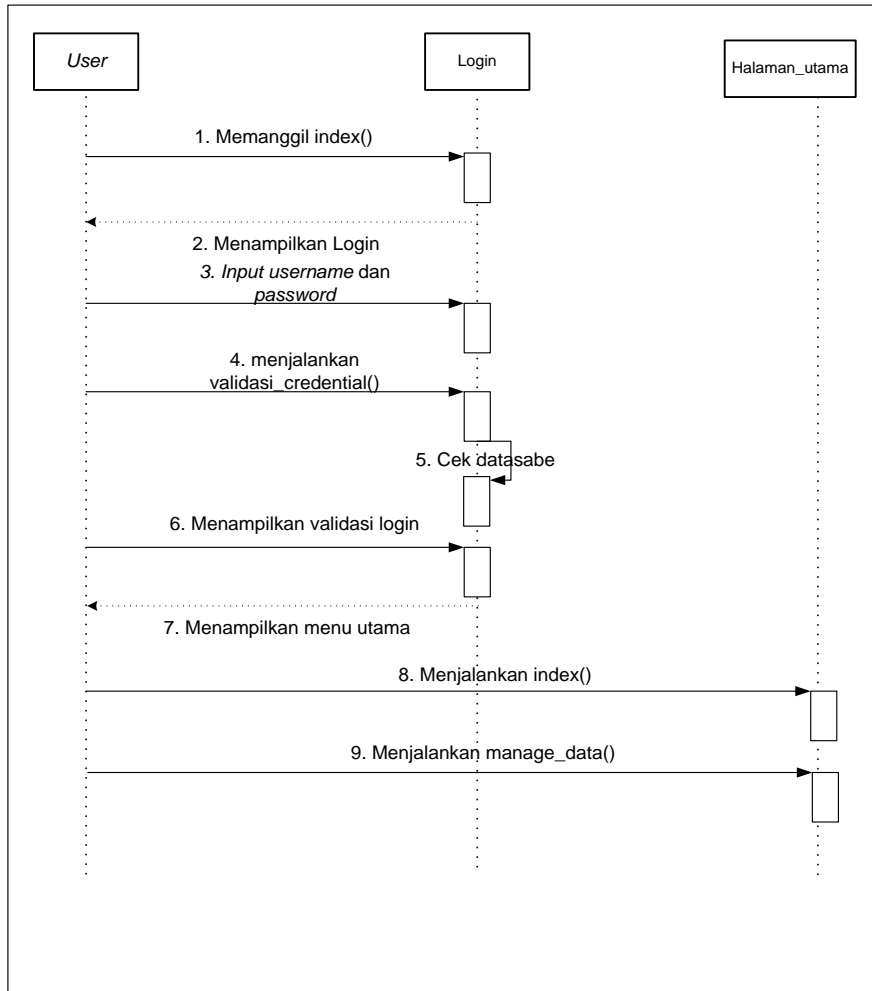 User
Login
Halaman_utama
1. Memanggil index()
2. Menampilkan Login
3. Input username dan
password
4. menjalankan
validasi_credential()
5. Cek datasabe
6. Menampilkan validasi login
7. Menampilkan menu utama
8. Menjalankan index()
9. Menjalankan manage_data()